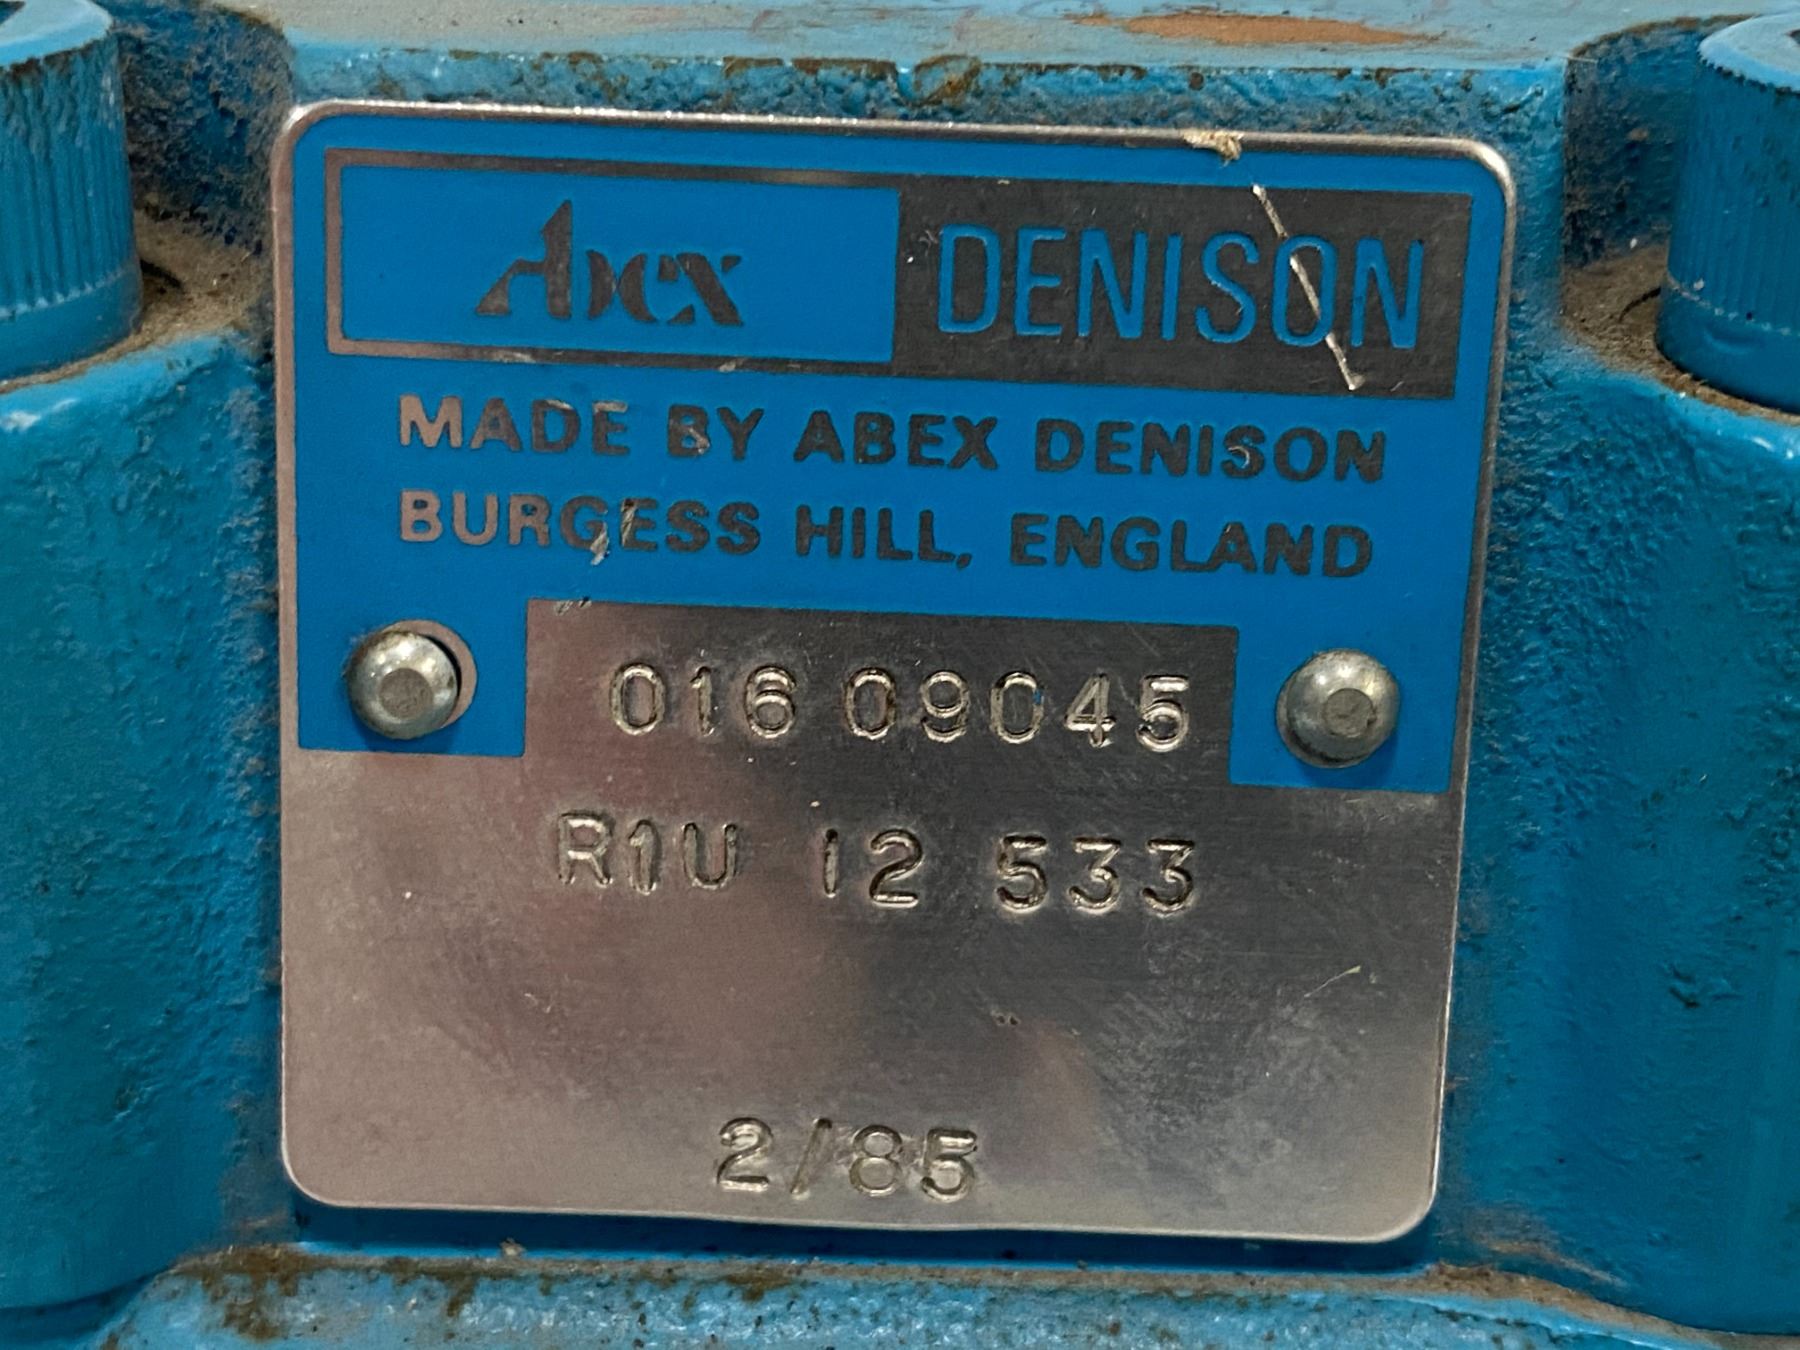 Abex DENISON
MADE BY ABEX DENISON
BURGESS HILL, ENGLAND
016 09045
R1U 12 533
2/85